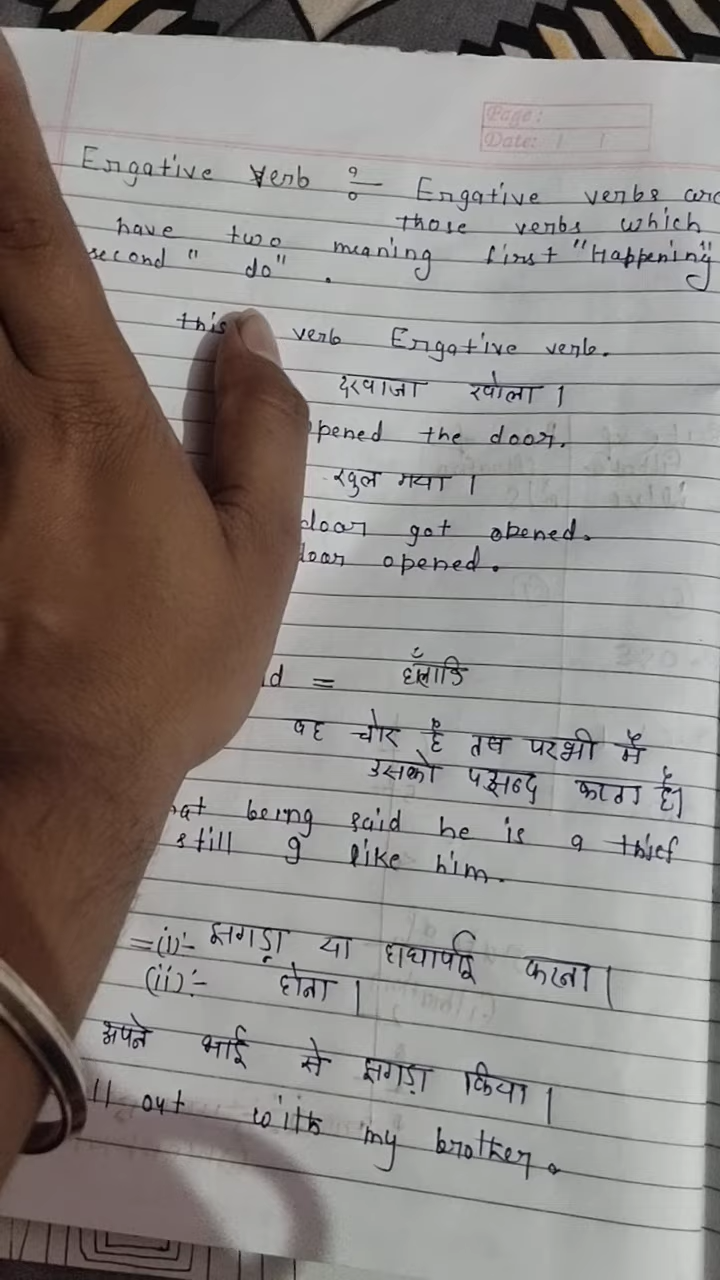 Page:
Date:
Ergative verb :- Ergative verbs are
those verbs which
have two meaning first "Happening"
second "do".
this verb Ergative verb.
दरवाजा खोला।
pened the door.
खुल गया।
door got opened.
door opened.
d = हॅलाकि
वह चोर है तब परभी मैं
उसको पसन्द करता है।
hat being said he is a thief
still I like him.
=(i):- झगड़ा या हाथापाई करना।
(ii):- होना।
अपने भाई से झगड़ा किया।
ll out with my brother.